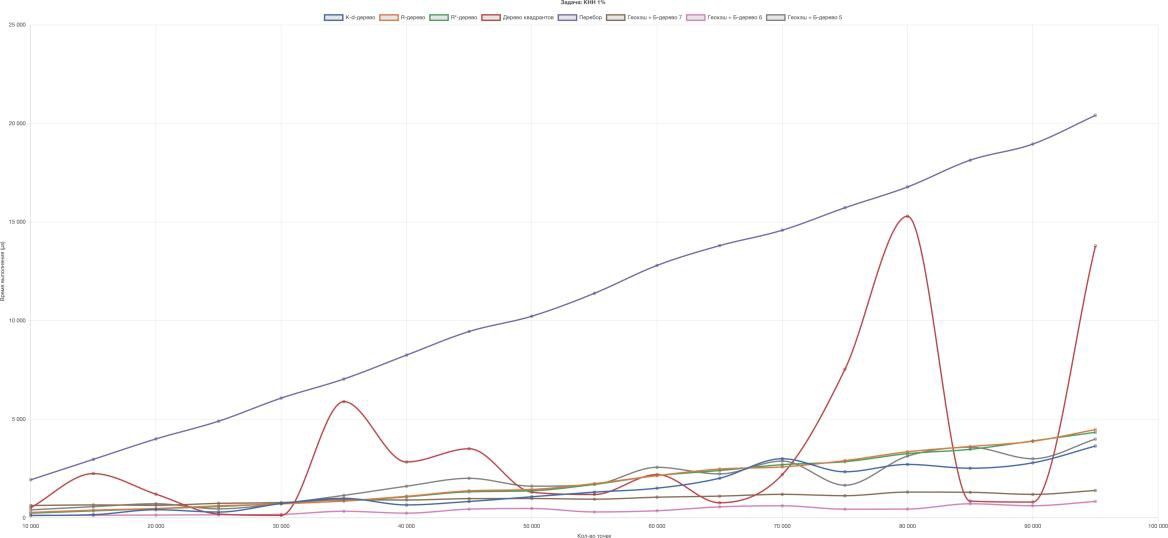 Задача: КНН 1%
K-d-дерево R-дерево R*-дерево Дерево квадрантов Перебор Геохэш + Б-дерево 7 Геохэш + Б-дерево 6 Геохэш + Б-дерево 5
25 000
20 000
15 000
10 000
5 000
0
Время выполнения (μs)
10 000 20 000 30 000 40 000 50 000 60 000 70 000 80 000 90 000 100 000
Кол-во точек